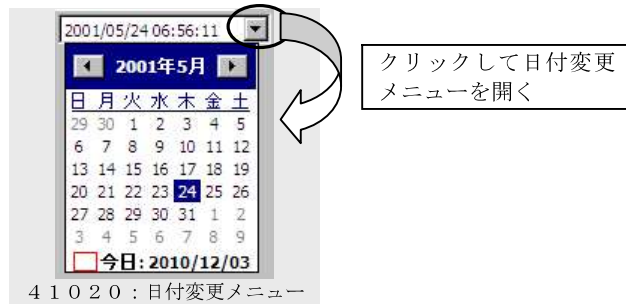 2001/05/24 06:56:11
2001年5月
日 月 火 水 木 金 土
29 30 1 2 3 4 5
6 7 8 9 10 11 12
13 14 15 16 17 18 19
20 21 22 23 24 25 26
27 28 29 30 31 1 2
3 4 5 6 7 8 9
今日: 2010/12/03
クリックして日付変更
メニューを開く
41020:日付変更メニュー